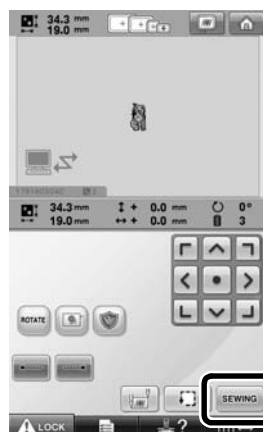 34.3 mm
19.0 mm
34.3 mm ↕ + 0.0 mm 0°
19.0 mm ↔ + 0.0 mm 3
ROTATE
SEWING
LOCK ?